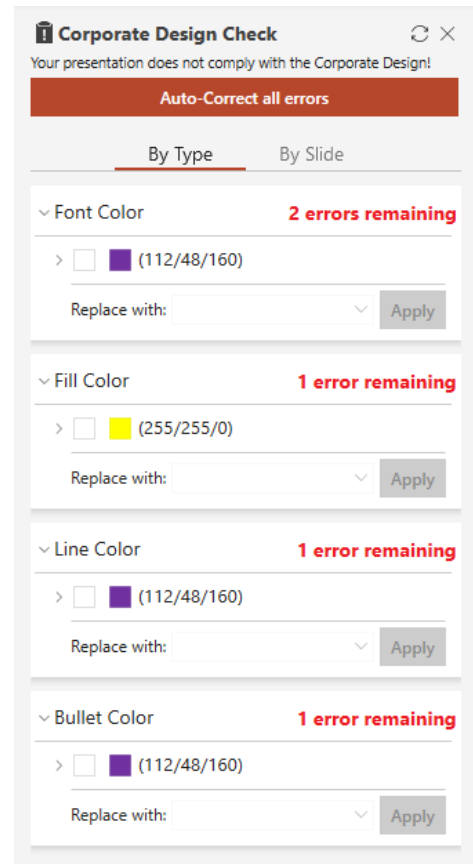 Corporate Design Check
Your presentation does not comply with the Corporate Design!
Auto-Correct all errors
By Type By Slide
Font Color 2 errors remaining
(112/48/160)
Replace with: Apply
Fill Color 1 error remaining
(255/255/0)
Replace with: Apply
Line Color 1 error remaining
(112/48/160)
Replace with: Apply
Bullet Color 1 error remaining
(112/48/160)
Replace with: Apply